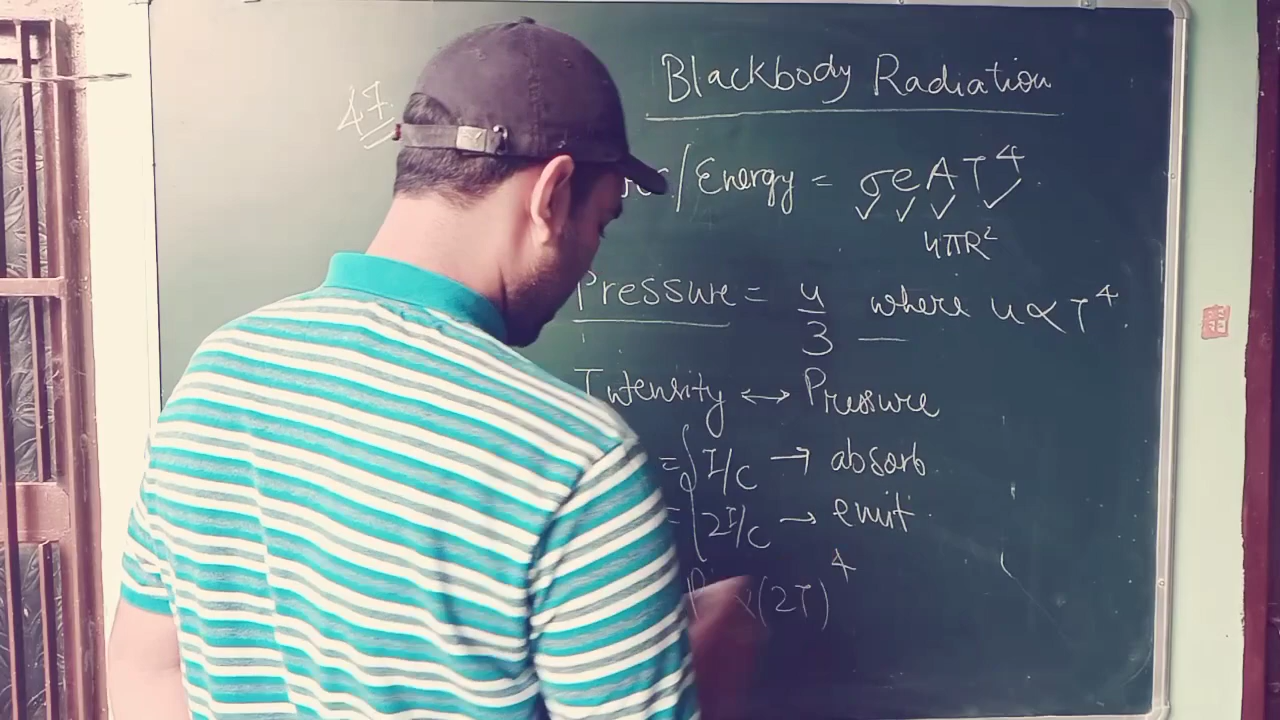 Blackbody Radiation
47.
/Energy = σeAT⁴
4πR²
Pressure = u/3 where u ∝ T⁴.
Intensity ↔ Pressure
= { I/c → absorb.
= 2I/c → emit.
P ∝ (2T)⁴